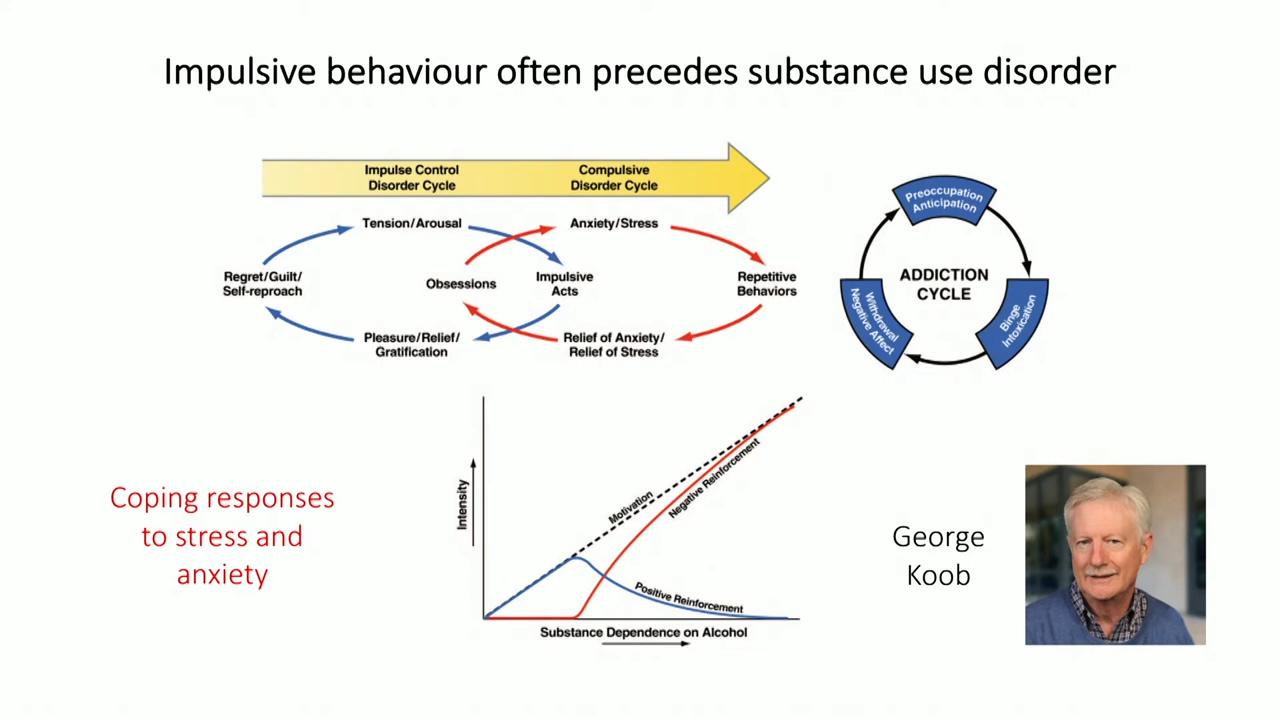 Impulsive behaviour often precedes substance use disorder
Impulse Control
Disorder Cycle
Compulsive
Disorder Cycle
Tension/Arousal
Anxiety/Stress
Regret/Guilt/
Self-reproach
Obsessions
Impulsive
Acts
Repetitive
Behaviors
Pleasure/Relief/
Gratification
Relief of Anxiety/
Relief of Stress
Preoccupation
Anticipation
ADDICTION
CYCLE
Binge
Intoxication
Withdrawal
Negative Affect
Coping responses
to stress and
anxiety
Intensity
Motivation
Negative Reinforcement
Positive Reinforcement
Substance Dependence on Alcohol
George
Koob